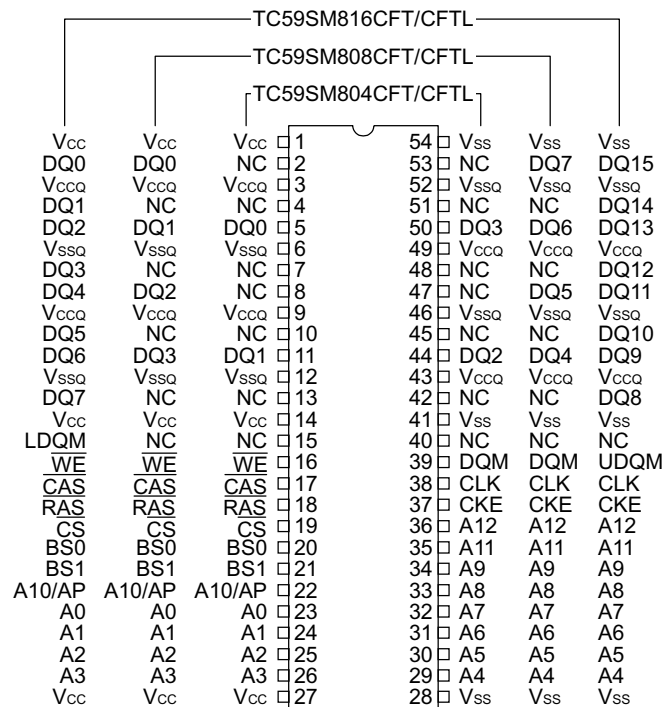 TC59SM816CFT/CFTL
TC59SM808CFT/CFTL
TC59SM804CFT/CFTL
VCC VCC VCC 1 54 VSS VSS VSS
DQ0 DQ0 NC 2 53 NC DQ7 DQ15
VCCQ VCCQ VCCQ 3 52 VSSQ VSSQ VSSQ
DQ1 NC NC 4 51 NC NC DQ14
DQ2 DQ1 DQ0 5 50 DQ3 DQ6 DQ13
VSSQ VSSQ VSSQ 6 49 VCCQ VCCQ VCCQ
DQ3 NC NC 7 48 NC NC DQ12
DQ4 DQ2 NC 8 47 NC DQ5 DQ11
VCCQ VCCQ VCCQ 9 46 VSSQ VSSQ VSSQ
DQ5 NC NC 10 45 NC NC DQ10
DQ6 DQ3 DQ1 11 44 DQ2 DQ4 DQ9
VSSQ VSSQ VSSQ 12 43 VCCQ VCCQ VCCQ
DQ7 NC NC 13 42 NC NC DQ8
VCC VCC VCC 14 41 VSS VSS VSS
LDQM NC NC 15 40 NC NC NC
WE WE WE 16 39 DQM DQM UDQM
CAS CAS CAS 17 38 CLK CLK CLK
RAS RAS RAS 18 37 CKE CKE CKE
CS CS CS 19 36 A12 A12 A12
BS0 BS0 BS0 20 35 A11 A11 A11
BS1 BS1 BS1 21 34 A9 A9 A9
A10/AP A10/AP A10/AP 22 33 A8 A8 A8
A0 A0 A0 23 32 A7 A7 A7
A1 A1 A1 24 31 A6 A6 A6
A2 A2 A2 25 30 A5 A5 A5
A3 A3 A3 26 29 A4 A4 A4
VCC VCC VCC 27 28 VSS VSS VSS